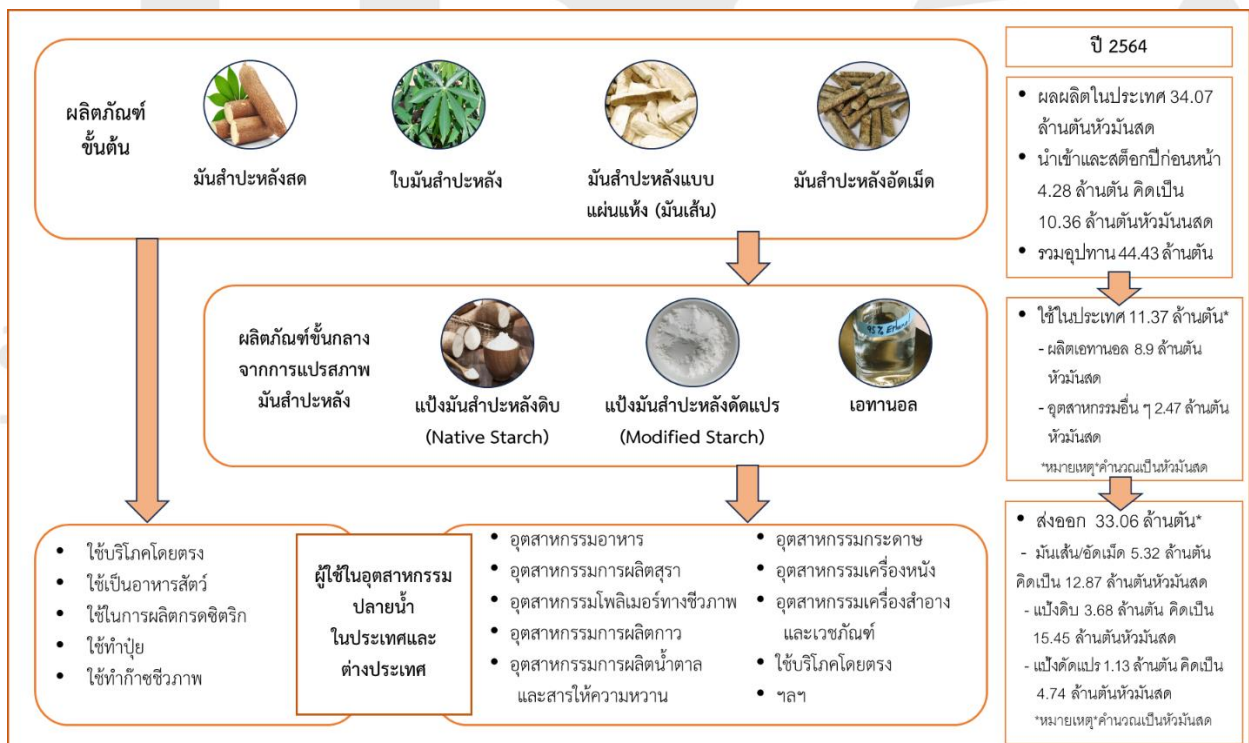 ผลิตภัณฑ์
ขั้นต้น
มันสำปะหลังสด
ใบมันสำปะหลัง
มันสำปะหลังแบบ
แผ่นแห้ง (มันเส้น)
มันสำปะหลังอัดเม็ด
ผลิตภัณฑ์ขั้นกลาง
จากการแปรสภาพ
มันสำปะหลัง
แป้งมันสำปะหลังดิบ
(Native Starch)
แป้งมันสำปะหลังดัดแปร
(Modified Starch)
95% Ethanol
เอทานอล
• ใช้บริโภคโดยตรง
• ใช้เป็นอาหารสัตว์
• ใช้ในการผลิตกรดซิตริก
• ใช้ทำปุ๋ย
• ใช้ทำก๊าซชีวภาพ
ผู้ใช้ในอุตสาหกรรม
ปลายน้ำ
ในประเทศและ
ต่างประเทศ
• อุตสาหกรรมอาหาร
• อุตสาหกรรมการผลิตสุรา
• อุตสาหกรรมโพลิเมอร์ทางชีวภาพ
• อุตสาหกรรมการผลิตกาว
• อุตสาหกรรมการผลิตน้ำตาล
และสารให้ความหวาน
• อุตสาหกรรมกระดาษ
• อุตสาหกรรมเครื่องหนัง
• อุตสาหกรรมเครื่องสำอาง
และเวชภัณฑ์
• ใช้บริโภคโดยตรง
• ฯลฯ
ปี 2564
• ผลผลิตในประเทศ 34.07
ล้านตันหัวมันสด
• นำเข้าและสต็อกปีก่อนหน้า
4.28 ล้านตัน คิดเป็น
10.36 ล้านตันหัวมันนสด
• รวมอุปทาน 44.43 ล้านตัน
• ใช้ในประเทศ 11.37 ล้านตัน*
- ผลิตเอทานอล 8.9 ล้านตัน
หัวมันสด
- อุตสาหกรรมอื่น ๆ 2.47 ล้านตัน
หัวมันสด
*หมายเหตุ*คำนวณเป็นหัวมันสด
• ส่งออก 33.06 ล้านตัน*
- มันเส้น/อัดเม็ด 5.32 ล้านตัน
คิดเป็น 12.87 ล้านตันหัวมันสด
- แป้งดิบ 3.68 ล้านตัน คิดเป็น
15.45 ล้านตันหัวมันสด
- แป้งดัดแปร 1.13 ล้านตัน คิดเป็น
4.74 ล้านตันหัวมันสด
*หมายเหตุ*คำนวณเป็นหัวมันสด